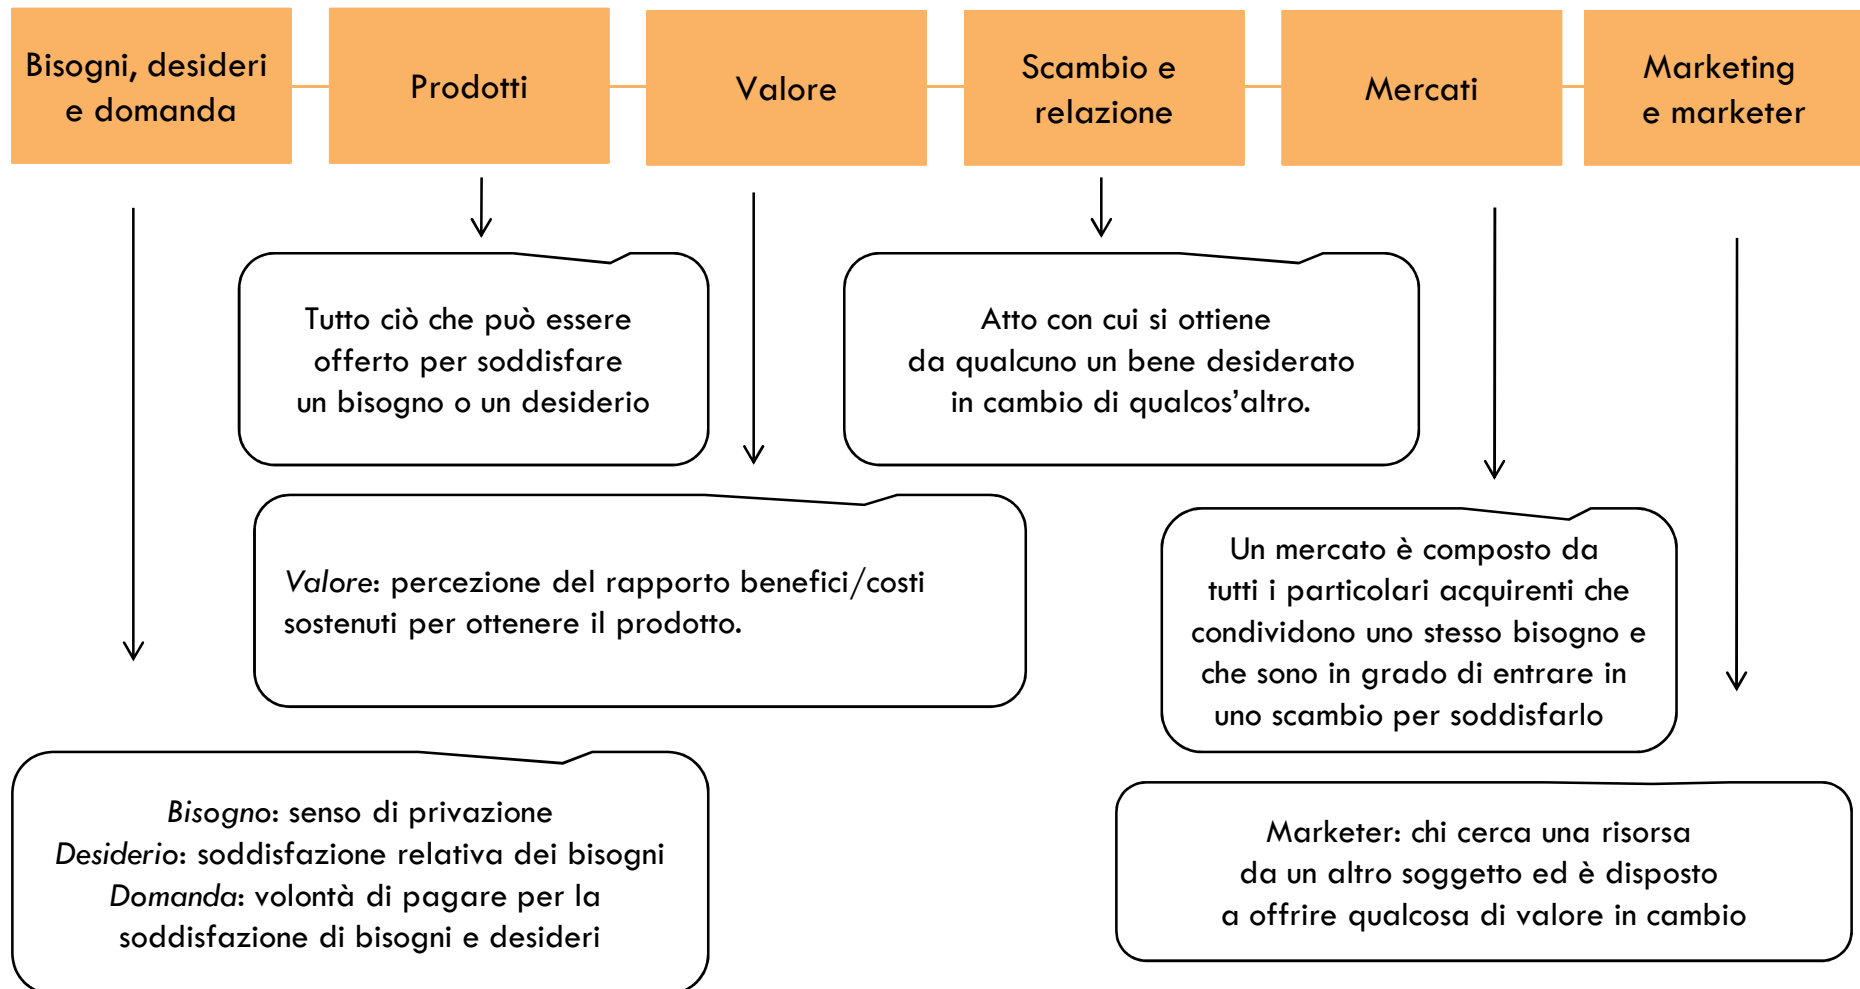 Bisogni, desideri
e domanda
Prodotti
Valore
Scambio e
relazione
Mercati
Marketing
e marketer
Tutto ciò che può essere
offerto per soddisfare
un bisogno o un desiderio
Atto con cui si ottiene
da qualcuno un bene desiderato
in cambio di qualcos’altro.
Valore: percezione del rapporto benefici/costi
sostenuti per ottenere il prodotto.
Un mercato è composto da
tutti i particolari acquirenti che
condividono uno stesso bisogno e
che sono in grado di entrare in
uno scambio per soddisfarlo
Bisogno: senso di privazione
Desiderio: soddisfazione relativa dei bisogni
Domanda: volontà di pagare per la
soddisfazione di bisogni e desideri
Marketer: chi cerca una risorsa
da un altro soggetto ed è disposto
a offrire qualcosa di valore in cambio